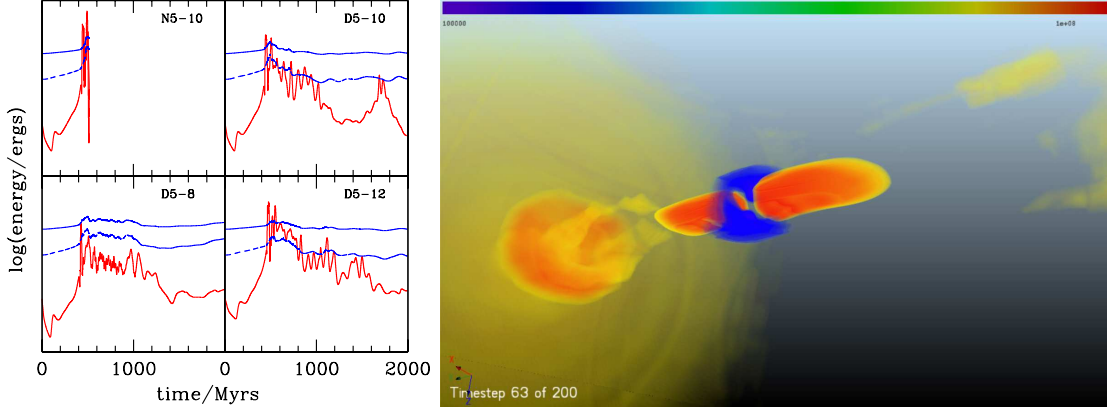 N5-10
D5-10
D5-8
D5-12
log(energy/ergs)
0
1000
0
1000
2000
time/Myrs
100000
1e+08
Timestep 63 of 200